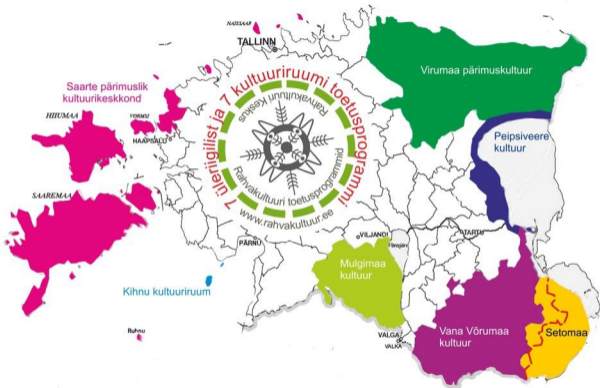 NAISSAAR
TALLINN
Saarte pärimuslik
kultuurikeskkond
HIIUMAA
VORMSI
HAAPSALU
SAAREMAA
7 üleriigilist ja 7 kultuuriruumi toetusprogrammi
Rahvakultuuri Keskus
Rahvakultuuri toetusprogrammid
www.rahvakultuur.ee
Virumaa pärimuskultuur
Peipsiveere
kultuur
PÄRNU
VILJANDI
TARTU
Mulgimaa
kultuur
Kihnu kultuuriruum
Ruhnu
VALGA
VALKA
Vana Võrumaa
kultuur
Setomaa